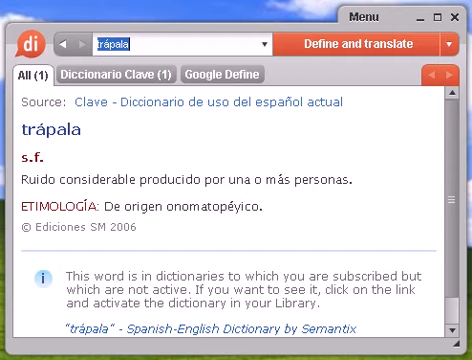 Menu
di
trápala
Define and translate
All (1)
Diccionario Clave (1)
Google Define
Source: Clave - Diccionario de uso del español actual
trápala
s.f.
Ruido considerable producido por una o más personas.
ETIMOLOGÍA: De origen onomatopéyico.
© Ediciones SM 2006
i
This word is in dictionaries to which you are subscribed but
which are not active. If you want to see it, click on the link
and activate the dictionary in your Library.
"trápala" - Spanish-English Dictionary by Semantix